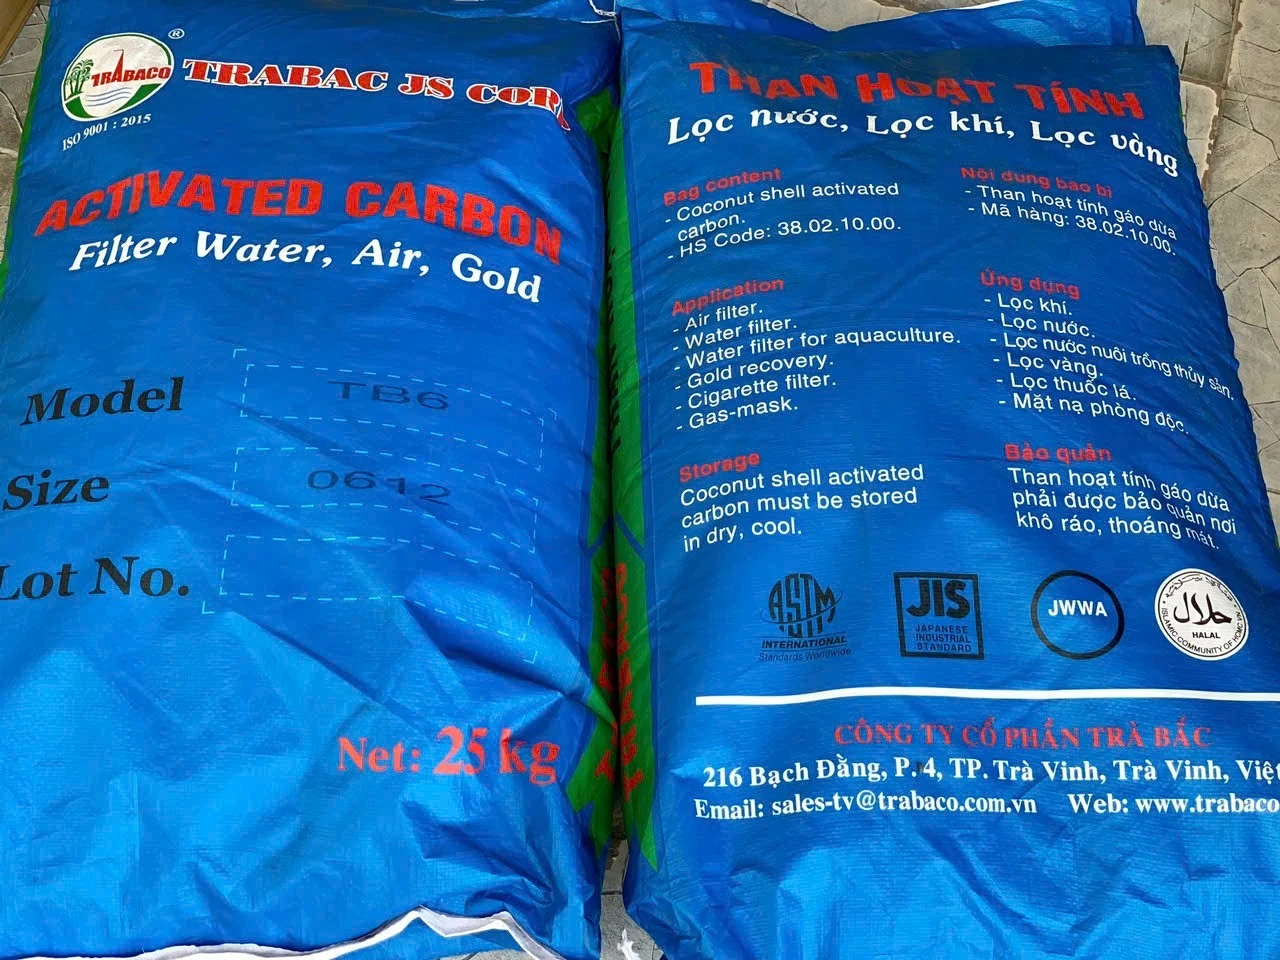 TRABACO
®
TRABAC JS
ISO 9001 : 2015
ACTIVATED CARBON
Filter Water, Air, Gold
Model TB6
Size 0612
Lot No.
Net: 25 kg
THAN HOẠT TÍNH
Lọc nước, Lọc khí, Lọc vàng
Bag content
- Coconut shell activated
carbon.
- HS Code: 38.02.10.00.
Nội dung bao bì
- Than hoạt tính gáo dừa
- Mã hàng: 38.02.10.00.
Application
- Air filter.
- Water filter.
- Water filter for aquaculture.
- Gold recovery.
- Cigarette filter.
- Gas-mask.
Ứng dụng
- Lọc khí.
- Lọc nước.
- Lọc nước nuôi trồng thủy sản.
- Lọc vàng.
- Lọc thuốc lá.
- Mặt nạ phòng độc.
Storage
Coconut shell activated
carbon must be stored
in dry, cool.
Bảo quản
Than hoạt tính gáo dừa
phải được bảo quản nơi
khô ráo, thoáng mát.
ASTM
INTERNATIONAL
Standards Worldwide
JIS
JAPANESE
INDUSTRIAL
STANDARD
JWWA
حلال
HALAL
ISLAMIC COMMUNITY OF HCMC VN
CÔNG TY CỔ PHẦN TRÀ BẮC
216 Bạch Đằng, P. 4, TP. Trà Vinh, Trà Vinh, Việt
Email: sales-tv@trabaco.com.vn Web: www.trabaco